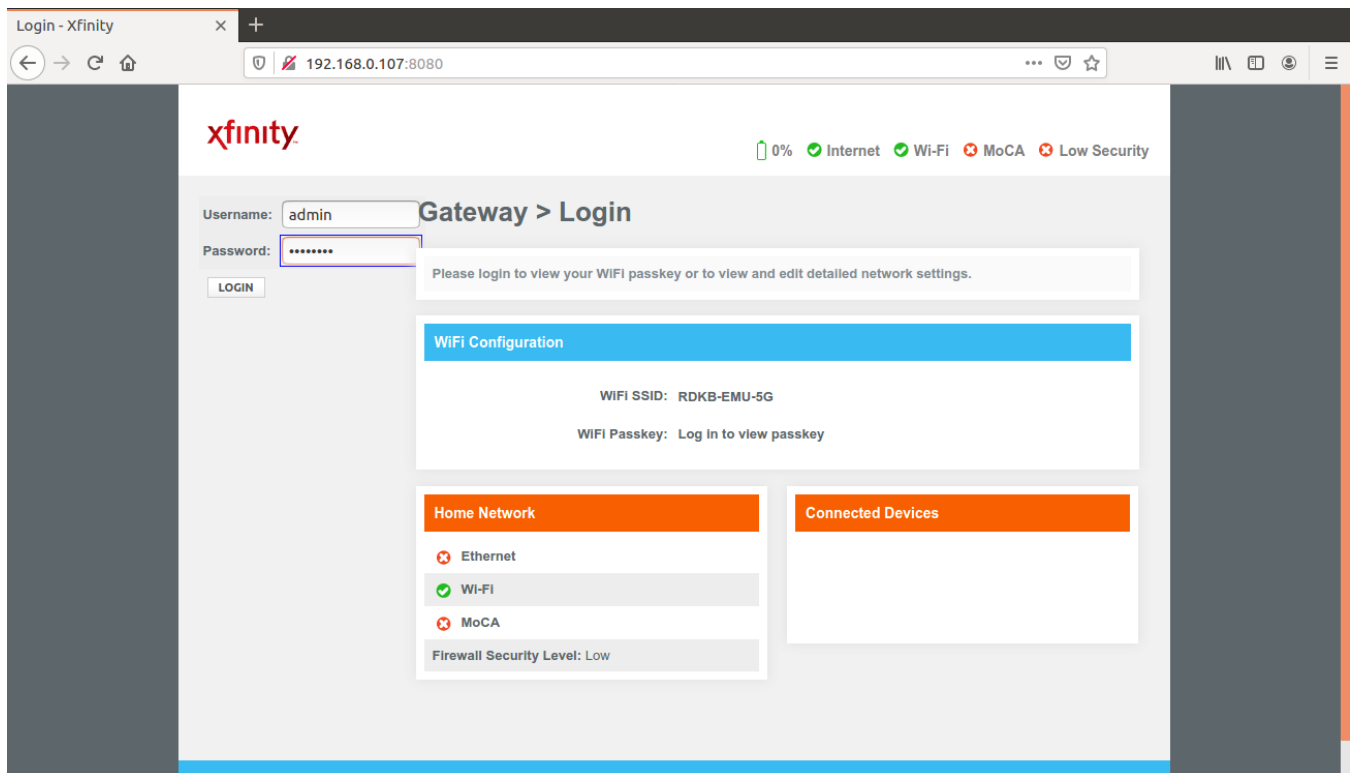 Login - Xfinity
192.168.0.107:8080
xfinity
0% Internet Wi-Fi MoCA Low Security
Username: admin
Password: ••••••••
LOGIN
Gateway > Login
Please login to view your WiFi passkey or to view and edit detailed network settings.
WiFi Configuration
WiFi SSID: RDKB-EMU-5G
WiFi Passkey: Log in to view passkey
Home Network
Ethernet
Wi-Fi
MoCA
Firewall Security Level: Low
Connected Devices